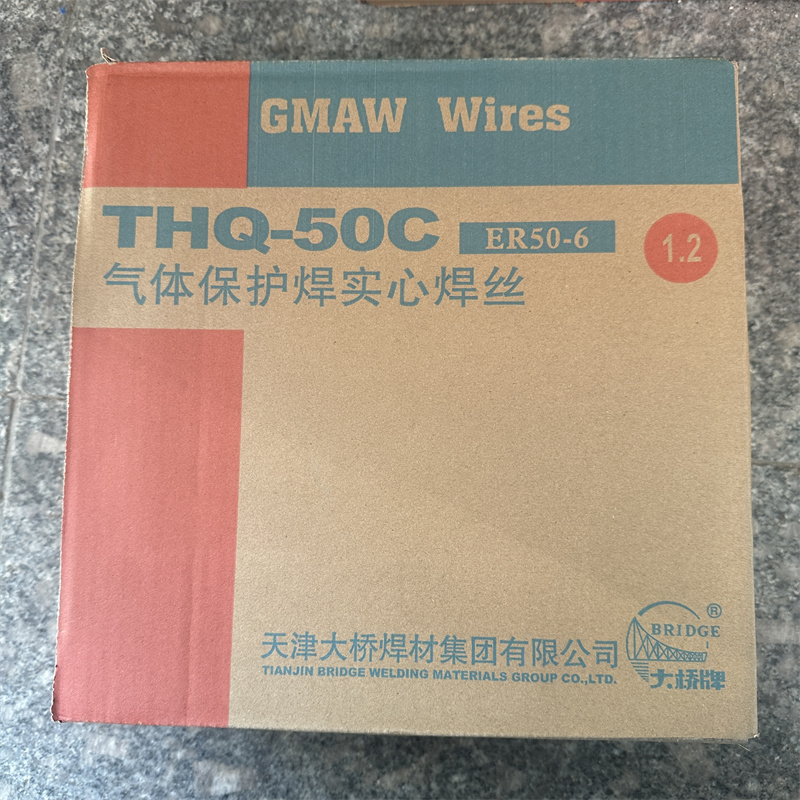 GMAW Wires
THQ-50C ER50-6 1.2
气体保护焊实心焊丝
天津大桥焊材集团有限公司
TIANJIN BRIDGE WELDING MATERIALS GROUP CO.,LTD.
®
BRIDGE
大桥牌